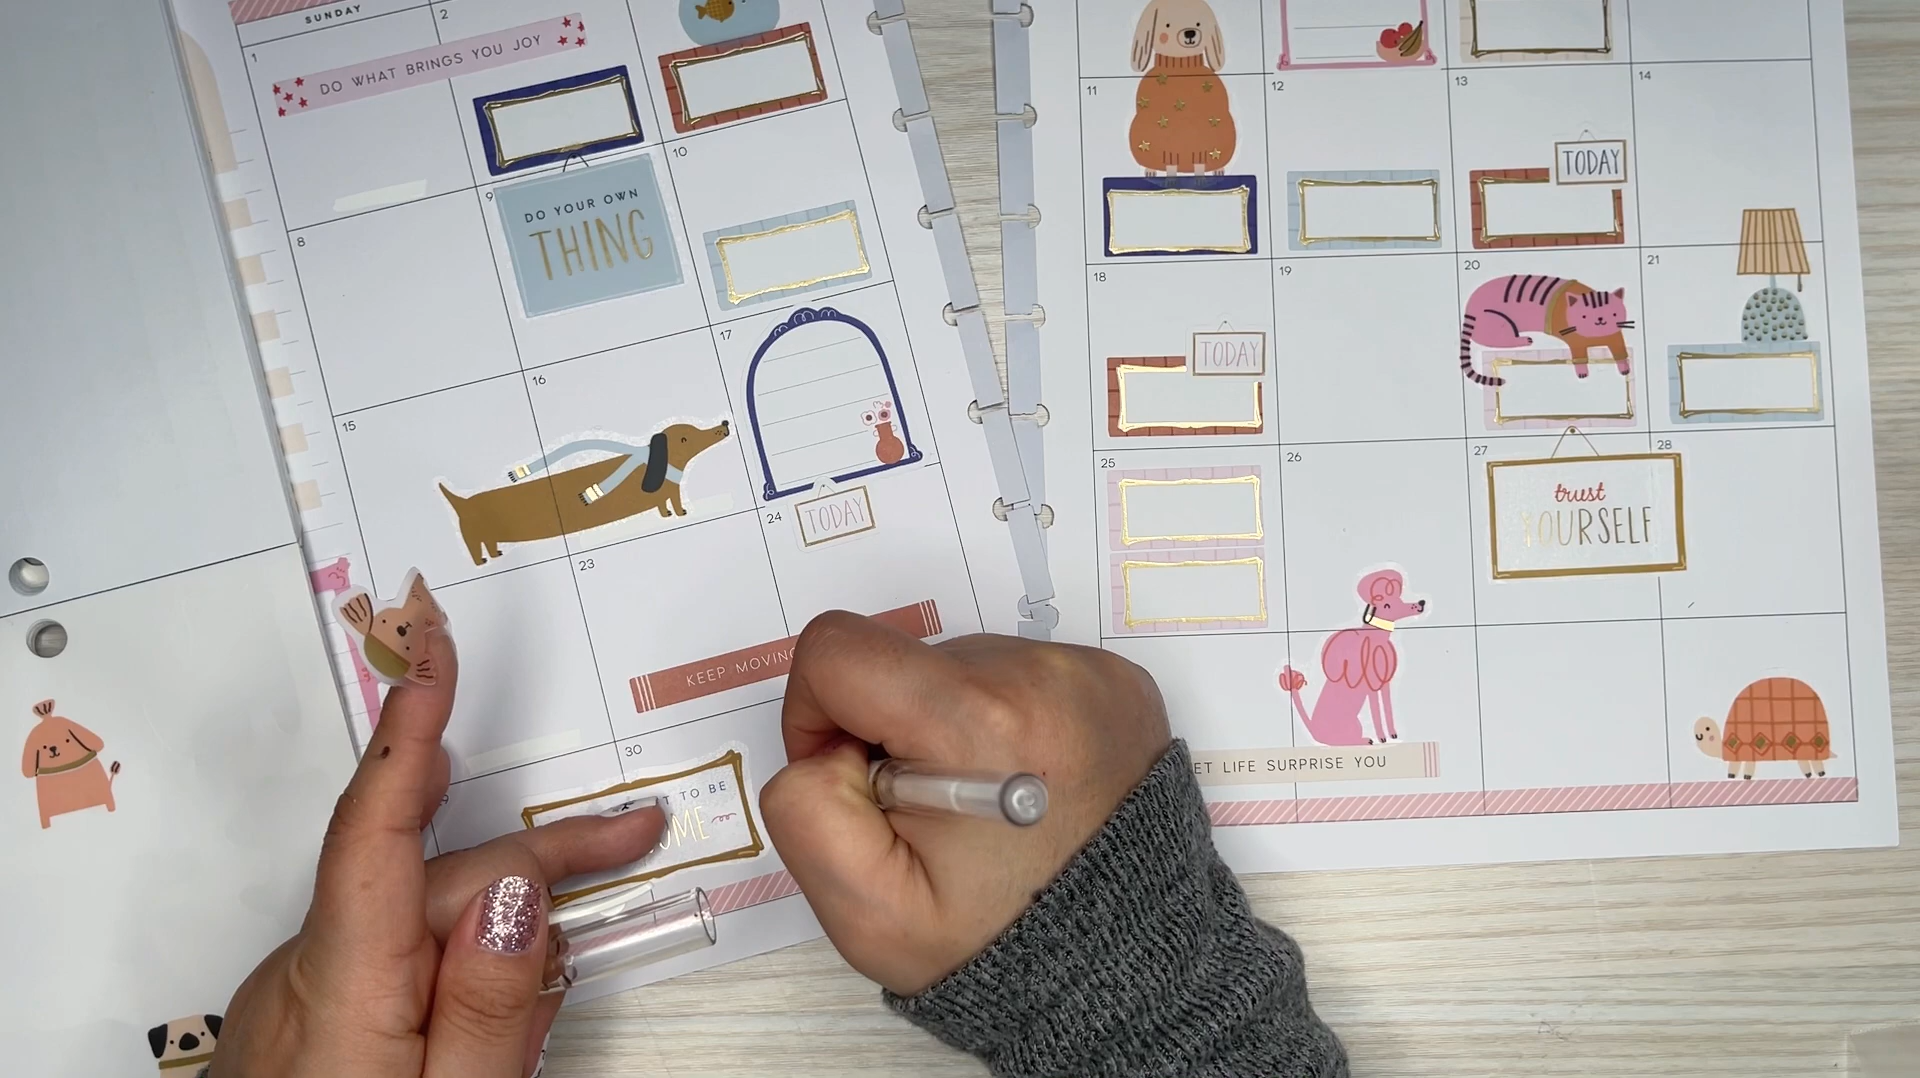 SUNDAY
1
2
DO WHAT BRINGS YOU JOY
8
9
DO YOUR OWN
THING
10
15
16
17
TODAY
23
24
KEEP MOVING
30
TO BE
11
12
13
14
TODAY
18
19
20
21
TODAY
25
26
27
28
trust
YOURSELF
LIFE SURPRISE YOU